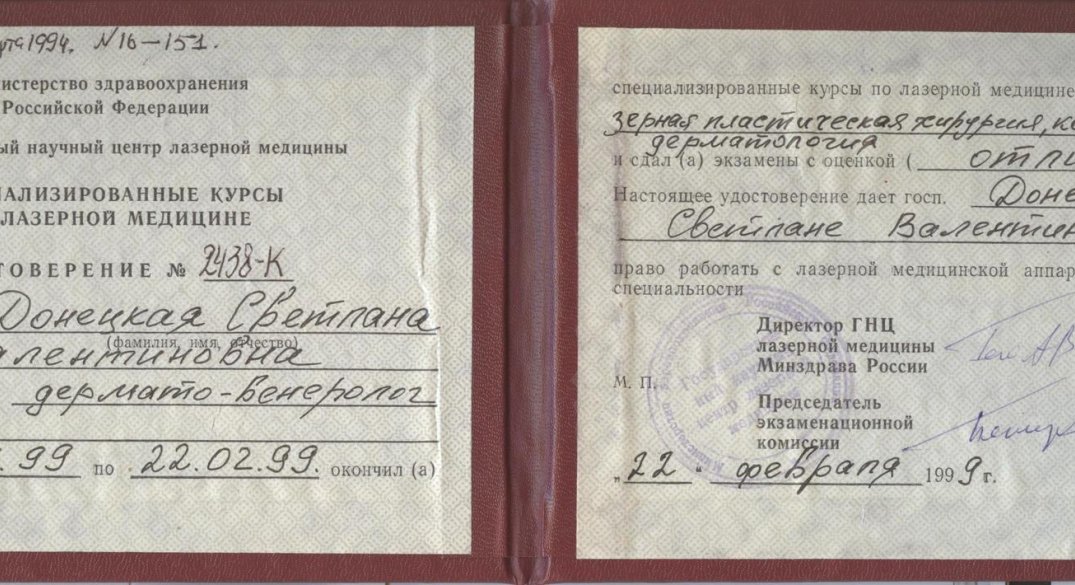 рта 1994. N16-151.
нистерство здравоохранения
Российской Федерации
ый научный центр лазерной медицины
ИАЛИЗИРОВАННЫЕ КУРСЫ
ЛАЗЕРНОЙ МЕДИЦИНЕ
ТОВЕРЕНИЕ № 2438-К
Донецкая Светлана
(фамилия, имя, отчество)
алентиновна
дермато-венеролог
.99 по 22.02.99. окончил (а)
специализированные курсы по лазерной медицине
зерная пластическая хирургия, ко
дерматология
и сдал (а) экзамены с оценкой ( отли
Настоящее удостоверение дает госп. Доне
Светлане Валентин
право работать с лазерной медицинской аппар
специальности
Директор ГНЦ
лазерной медицины
Минздрава России
М. П.
Председатель
экзаменационной
комиссии
„22 " февраля 1999 г.